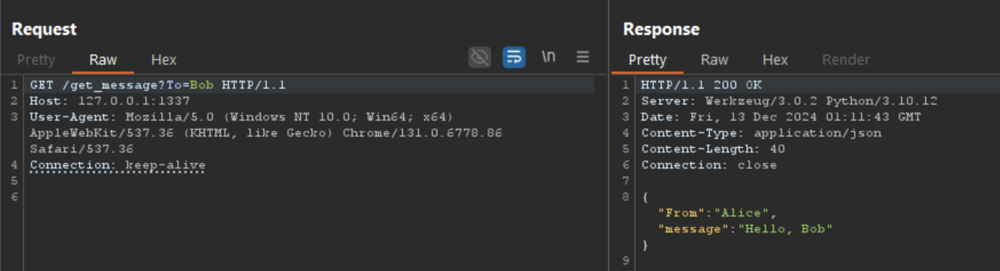 Request
Pretty Raw Hex \n
1 GET /get_message?To=Bob HTTP/1.1
2 Host: 127.0.0.1:1337
3 User-Agent: Mozilla/5.0 (Windows NT 10.0; Win64; x64)
AppleWebKit/537.36 (KHTML, like Gecko) Chrome/131.0.6778.86
Safari/537.36
4 Connection: keep-alive
5
6
Response
Pretty Raw Hex Render
1 HTTP/1.1 200 OK
2 Server: Werkzeug/3.0.2 Python/3.10.12
3 Date: Fri, 13 Dec 2024 01:11:43 GMT
4 Content-Type: application/json
5 Content-Length: 40
6 Connection: close
7
8 {
"From":"Alice",
"message":"Hello, Bob"
}
9